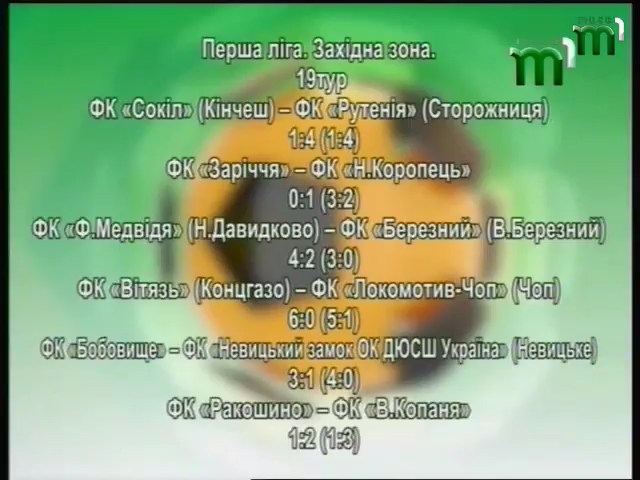 Перша ліга. Західна зона.
19тур
ФК «Сокіл» (Кінчеш) – ФК «Рутенія» (Сторожниця)
1:4 (1:4)
ФК «Заріччя» – ФК «Н.Коропець»
0:1 (3:2)
ФК «Ф.Медвідя» (Н.Давидково) – ФК «Березний» (В.Березний)
4:2 (3:0)
ФК «Вітязь» (Концгазо) – ФК «Локомотив-Чоп» (Чоп)
6:0 (5:1)
ФК «Бобовище» – ФК «Невицький замок ОК ДЮСШ Україна» (Невицьке)
3:1 (4:0)
ФК «Ракошино» – ФК «В.Копаня»
1:2 (1:3)